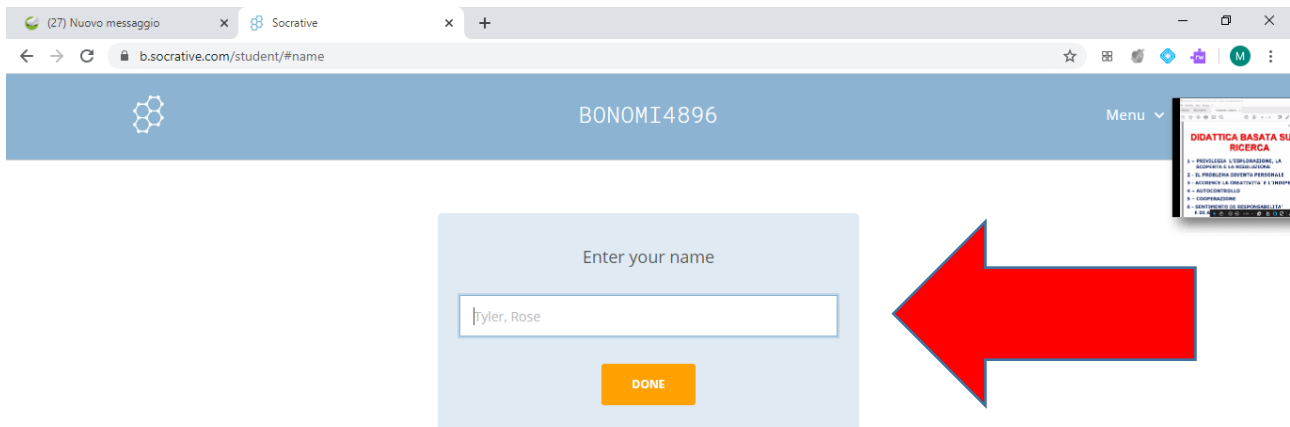 (27) Nuovo messaggio
Socrative
b.socrative.com/student/#name
M
BONOMI4896
Menu
DIDATTICA BASATA SU
RICERCA
1 – PRIVILEGIA L'ESPLORAZIONE, LA
SCOPERTA E LA
2 – IL PROBLEMA DIVENTA PERSONALE
3 – ACCRESCE LA CREATIVITA' E L'INDIPE
4 – AUTOCONTROLLO
5 – COOPERAZIONE
6 – SENTIMENTO DI RESPONSABILITA'
Enter your name
Tyler, Rose
DONE